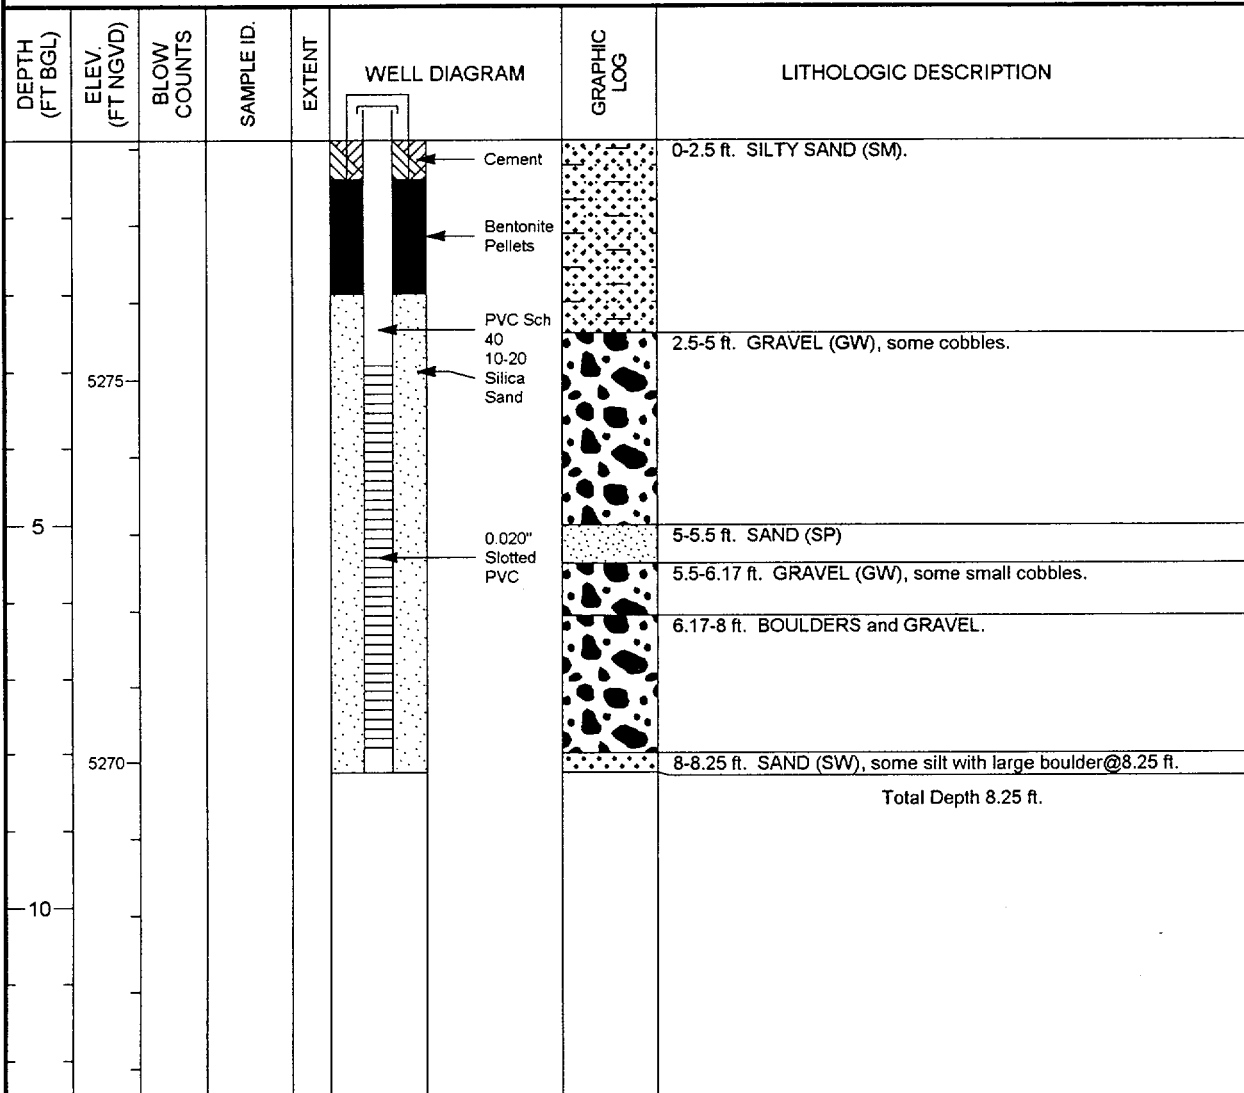 DEPTH
(FT BGL)
ELEV.
(FT NGVD)
BLOW
COUNTS
SAMPLE ID.
EXTENT
WELL DIAGRAM
GRAPHIC
LOG
LITHOLOGIC DESCRIPTION
Cement
0-2.5 ft. SILTY SAND (SM).
Bentonite
Pellets
PVC Sch
40
10-20
Silica
Sand
2.5-5 ft. GRAVEL (GW), some cobbles.
5275
5
0.020"
Slotted
PVC
5-5.5 ft. SAND (SP)
5.5-6.17 ft. GRAVEL (GW), some small cobbles.
6.17-8 ft. BOULDERS and GRAVEL.
5270
8-8.25 ft. SAND (SW), some silt with large boulder@8.25 ft.
Total Depth 8.25 ft.
10